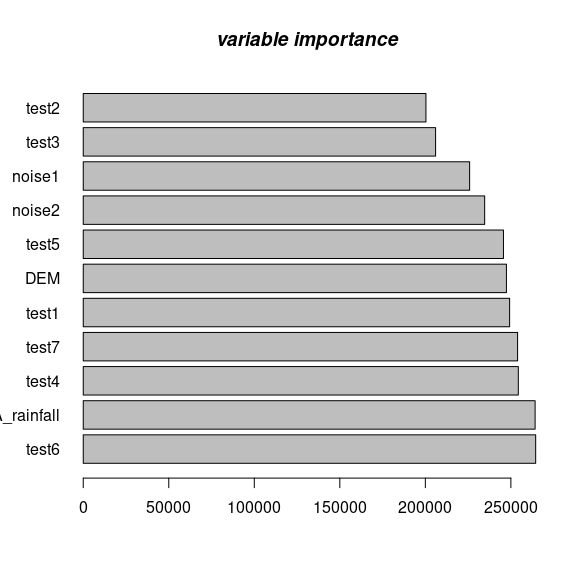 variable importance
test2
test3
noise1
noise2
test5
DEM
test1
test7
test4
_rainfall
test6
0 50000 100000 150000 200000 250000